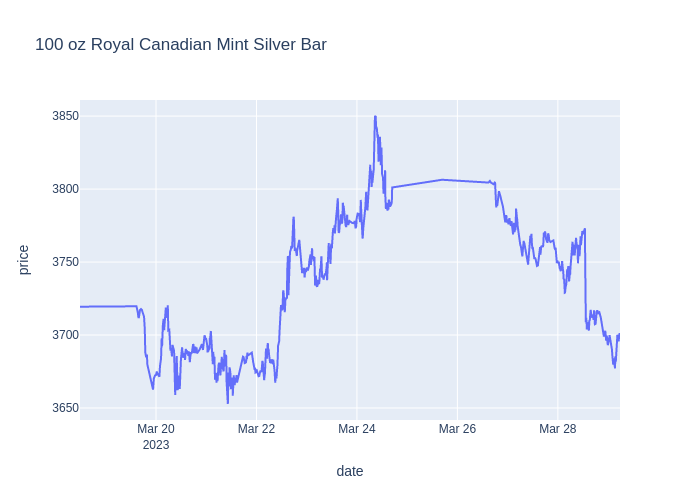 100 oz Royal Canadian Mint Silver Bar
3850
3800
3750
3700
3650
price
Mar 20
2023
Mar 22
Mar 24
Mar 26
Mar 28
date